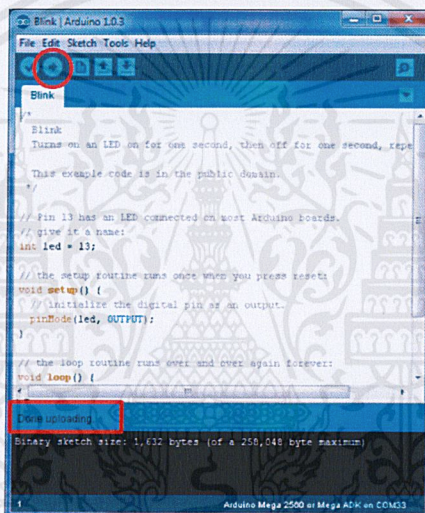 Blink | Arduino 1.0.3
File Edit Sketch Tools Help
Blink
/*
Blink
Turns on an LED on for one second, then off for one second, repe
This example code is in the public domain.
*/
// Pin 13 has an LED connected on most Arduino boards.
// give it a name:
int led = 13;
// the setup routine runs once when you press reset:
void setup() {
// initialize the digital pin as an output.
pinMode(led, OUTPUT);
}
// the loop routine runs over and over again forever:
void loop() {
Done uploading.
Binary sketch size: 1,632 bytes (of a 258,048 byte maximum)
1
Arduino Mega 2560 or Mega ADK on COM33